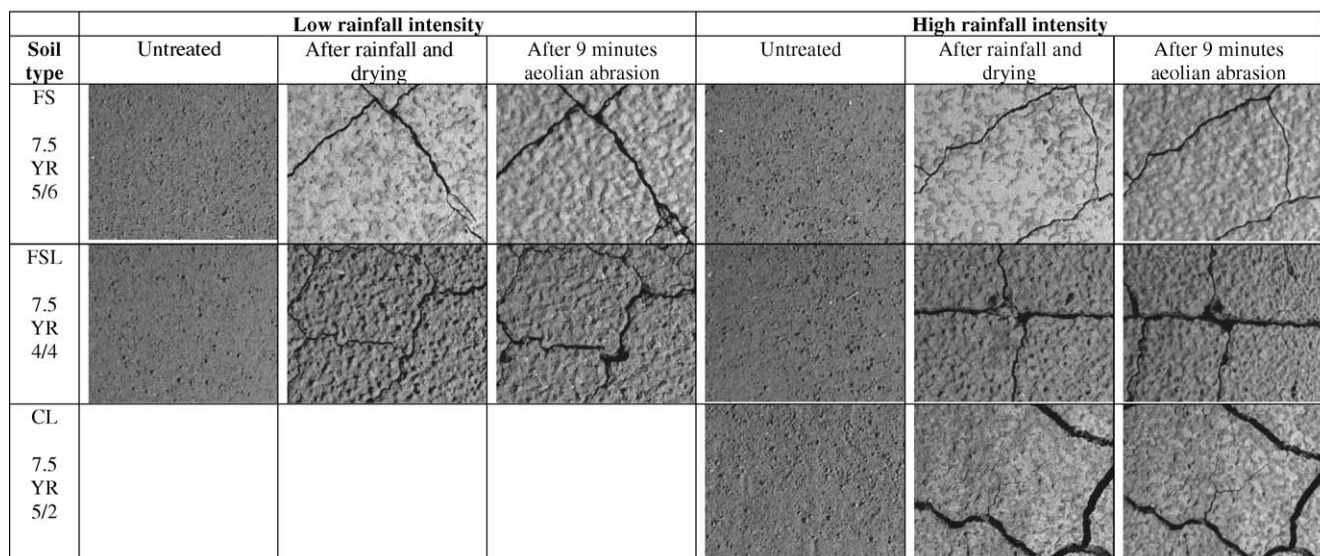 Low rainfall intensity
High rainfall intensity
Soil type
Untreated
After rainfall and drying
After 9 minutes aeolian abrasion
Untreated
After rainfall and drying
After 9 minutes aeolian abrasion
FS
7.5
YR
5/6
FSL
7.5
YR
4/4
CL
7.5
YR
5/2